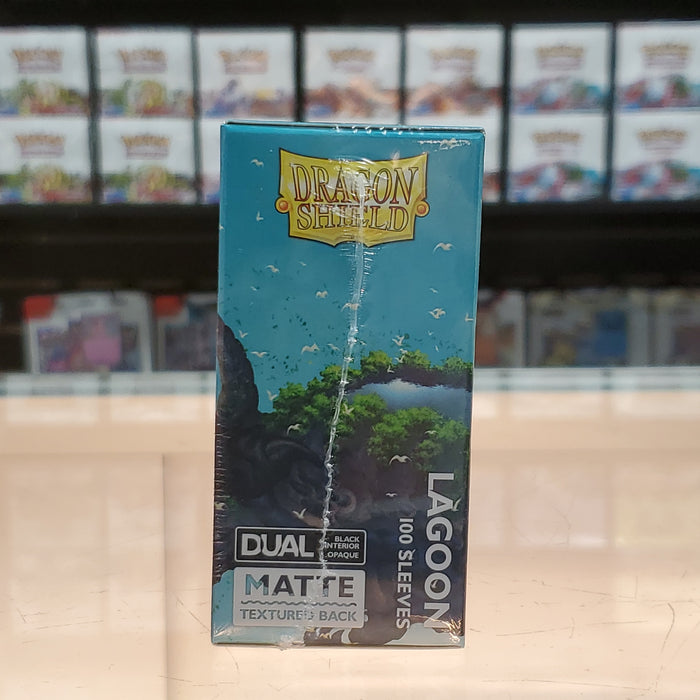 DRAGON
SHIELD
DUAL
BLACK
INTERIOR
OPAQUE
MATTE
TEXTURED BACK
LAGOON
100 SLEEVES